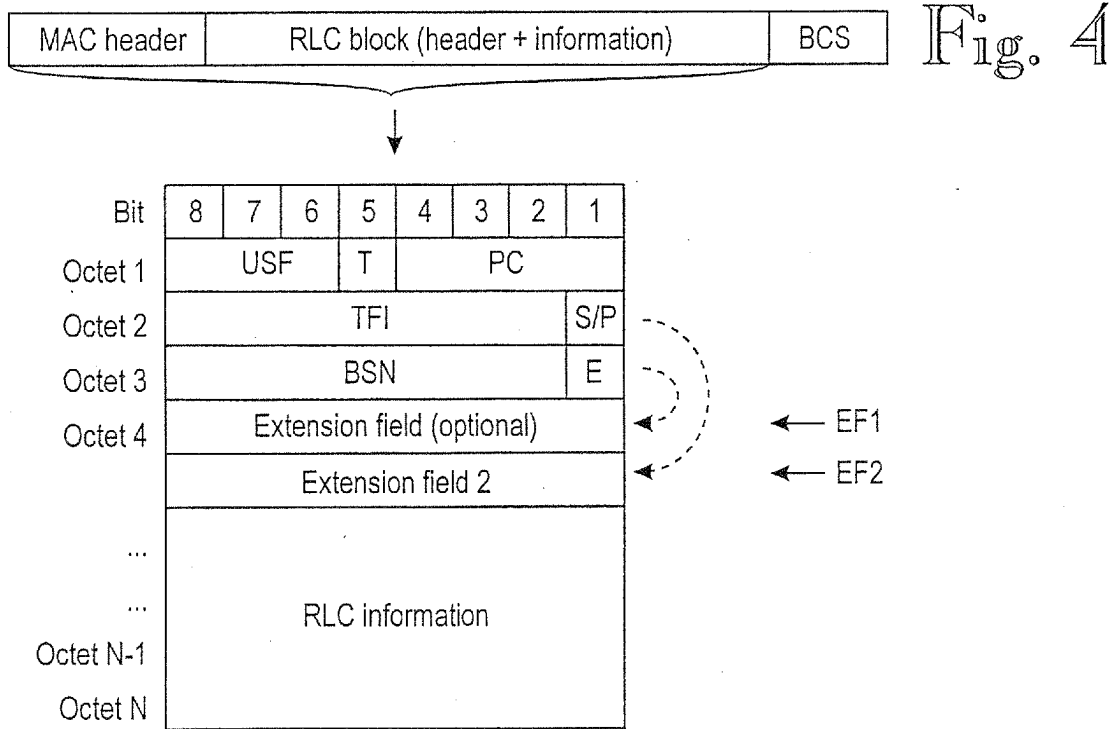 MAC header RLC block (header + information) BCS
Fig. 4
Bit 8 7 6 5 4 3 2 1
Octet 1 USF T PC
Octet 2 TFI S/P
Octet 3 BSN E
Octet 4 Extension field (optional) EF1
Extension field 2 EF2
...
... RLC information
Octet N-1
Octet N